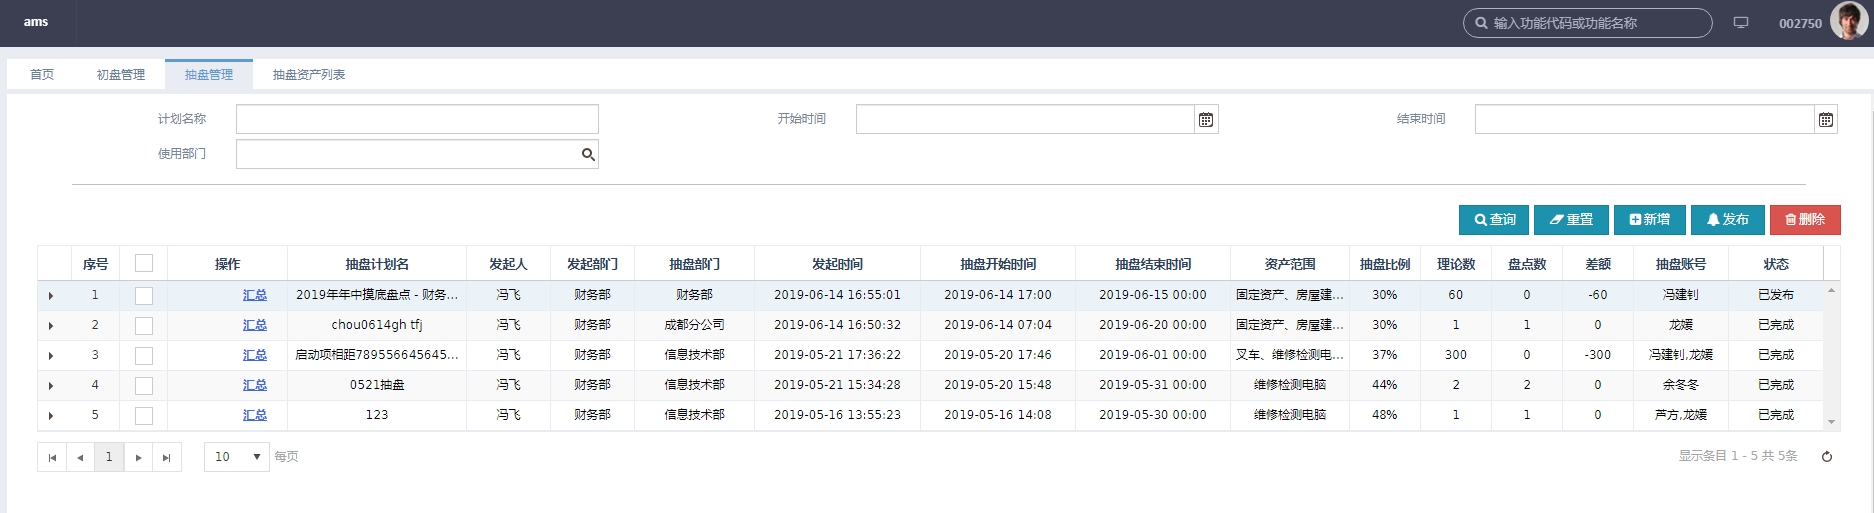 ams 输入功能代码或功能名称 002750
首页 初盘管理 抽盘管理 抽盘资产列表
计划名称 开始时间 结束时间
使用部门
查询 重置 新增 发布 删除
序号 操作 抽盘计划名 发起人 发起部门 抽盘部门 发起时间 抽盘开始时间 抽盘结束时间 资产范围 抽盘比例 理论数 盘点数 差额 抽盘账号 状态
1 汇总 2019年年中摸底盘点 - 财务... 冯飞 财务部 财务部 2019-06-14 16:55:01 2019-06-14 17:00 2019-06-15 00:00 固定资产、房屋建... 30% 60 0 -60 冯建钊 已发布
2 汇总 chou0614gh tfj 冯飞 财务部 成都分公司 2019-06-14 16:50:32 2019-06-14 07:04 2019-06-20 00:00 固定资产、房屋建... 30% 1 1 0 龙媛 已完成
3 汇总 启动项相距789556645645... 冯飞 财务部 信息技术部 2019-05-21 17:36:22 2019-05-20 17:46 2019-06-01 00:00 叉车、维修检测电... 37% 300 0 -300 冯建钊,龙媛 已完成
4 汇总 0521抽盘 冯飞 财务部 信息技术部 2019-05-21 15:34:28 2019-05-20 15:48 2019-05-31 00:00 维修检测电脑 44% 2 2 0 余冬冬 已完成
5 汇总 123 冯飞 财务部 信息技术部 2019-05-16 13:55:23 2019-05-16 14:08 2019-05-30 00:00 维修检测电脑 48% 1 1 0 芦方,龙媛 已完成
1 10 每页 显示条目 1 - 5 共 5条